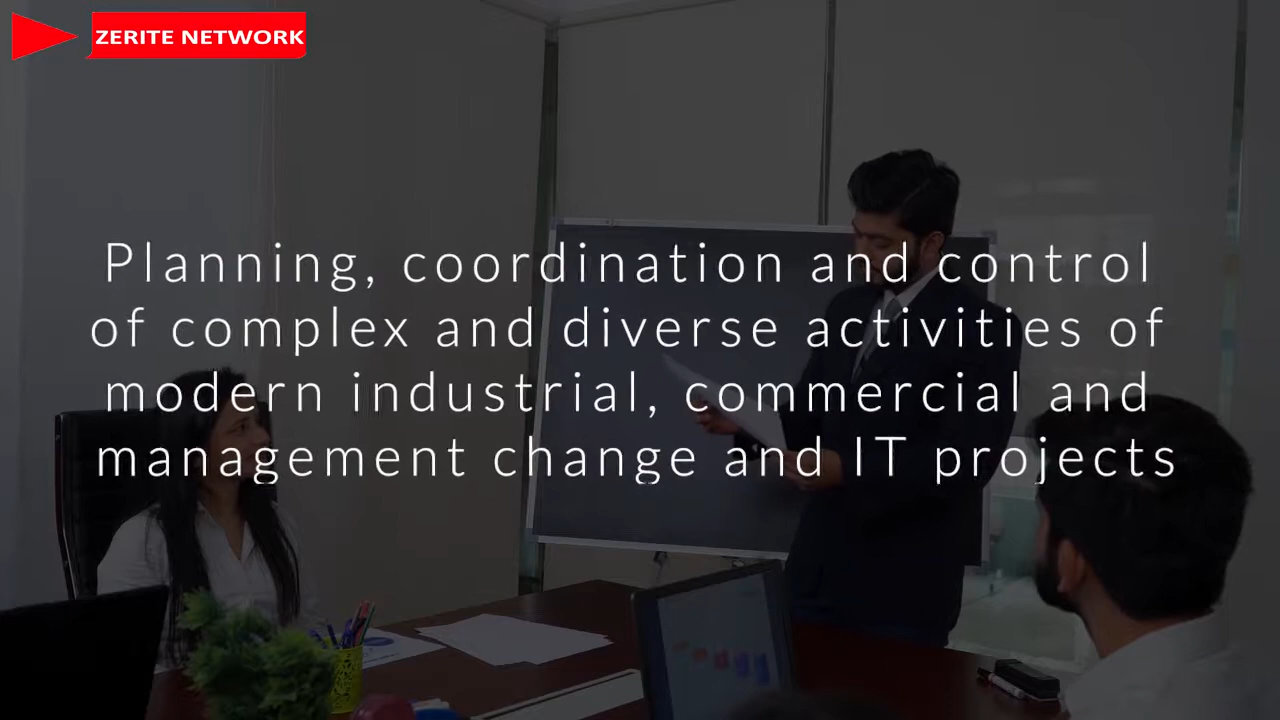 ZERITE NETWORK
Planning, coordination and control
of complex and diverse activities of
modern industrial, commercial and
management change and IT projects